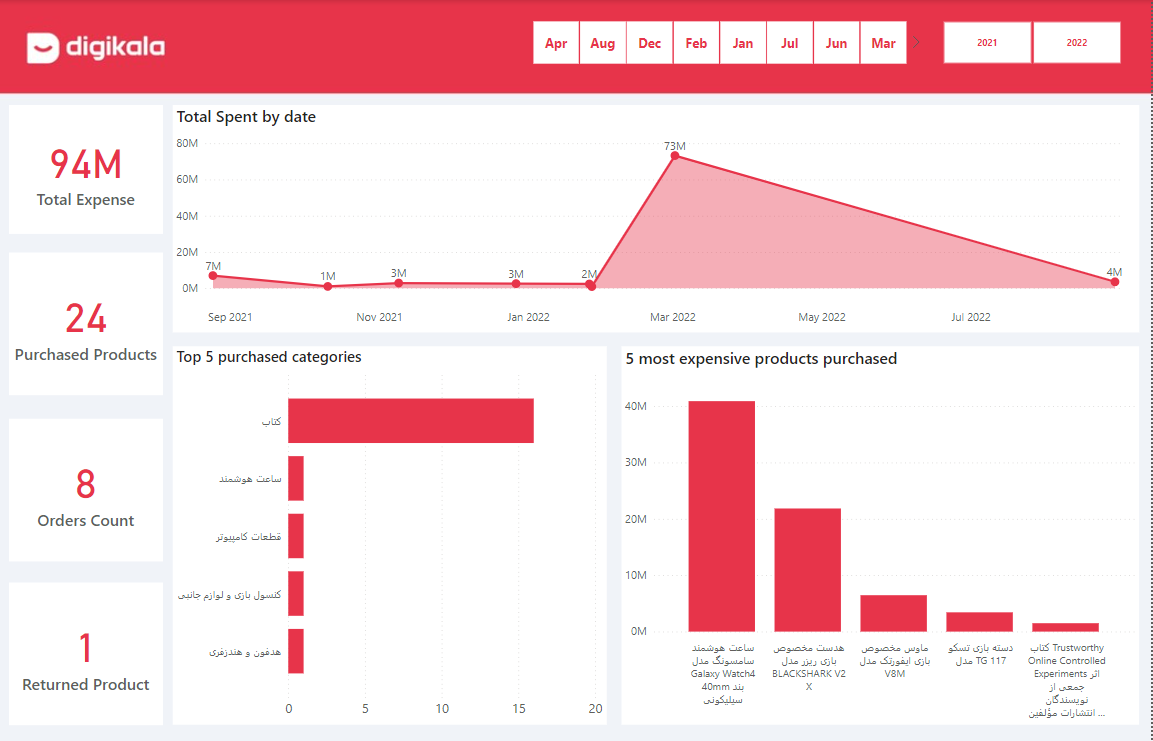 digikala
Apr Aug Dec Feb Jan Jul Jun Mar
2021 2022
94M
Total Expense
24
Purchased Products
8
Orders Count
1
Returned Product
Total Spent by date
80M
60M
40M
20M
0M
7M
1M
3M
3M
2M
73M
4M
Sep 2021 Nov 2021 Jan 2022 Mar 2022 May 2022 Jul 2022
Top 5 purchased categories
کتاب
ساعت هوشمند
قطعات کامپیوتر
کنسول بازی و لوازم جانبی
هدفون و هندزفری
0 5 10 15 20
5 most expensive products purchased
40M
30M
20M
10M
0M
ساعت هوشمند
سامسونگ مدل
Galaxy Watch4
40mm بند
سیلیکونی
هدست مخصوص
بازی ریزر مدل
BLACKSHARK V2
X
ماوس مخصوص
بازی ایفورتک مدل
V8M
دسته بازی تسکو
مدل TG 117
کتاب Trustworthy
Online Controlled
Experiments اثر
جمعی از
نویسندگان
انتشارات مؤلفین ...